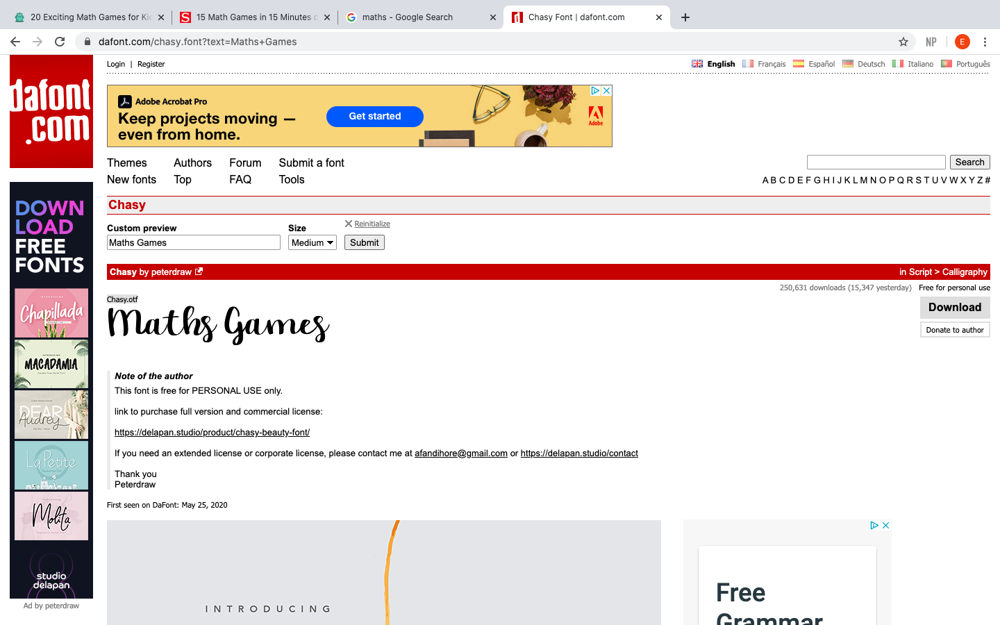 20 Exciting Math Games for Kid
15 Math Games in 15 Minutes o
maths - Google Search
Chasy Font | dafont.com
dafont.com/chasy.font?text=Maths+Games
NP
E
dafont
.com
Login | Register
English Français Español Deutsch Italiano Português
Adobe Acrobat Pro
Keep projects moving —
even from home.
Get started
Adobe
Themes Authors Forum Submit a font
New fonts Top FAQ Tools
Search
A B C D E F G H I J K L M N O P Q R S T U V W X Y Z #
Chasy
Custom preview Size Reinitialize
Maths Games Medium Submit
Chasy by peterdraw in Script > Calligraphy
250,631 downloads (15,347 yesterday) Free for personal use
Chasy.otf
Download
Maths Games
Donate to author
Note of the author
This font is free for PERSONAL USE only.
link to purchase full version and commercial license:
https://delapan.studio/product/chasy-beauty-font/
If you need an extended license or corporate license, please contact me at afandihore@gmail.com or https://delapan.studio/contact
Thank you
Peterdraw
First seen on DaFont: May 25, 2020
INTRODUCING
Free
Grammar
DOWN
LOAD
FREE
FONTS
Chapillada
MACADAMIA
DEAR
Audrey
La Petite
Molita
studio
delapan
Ad by peterdraw